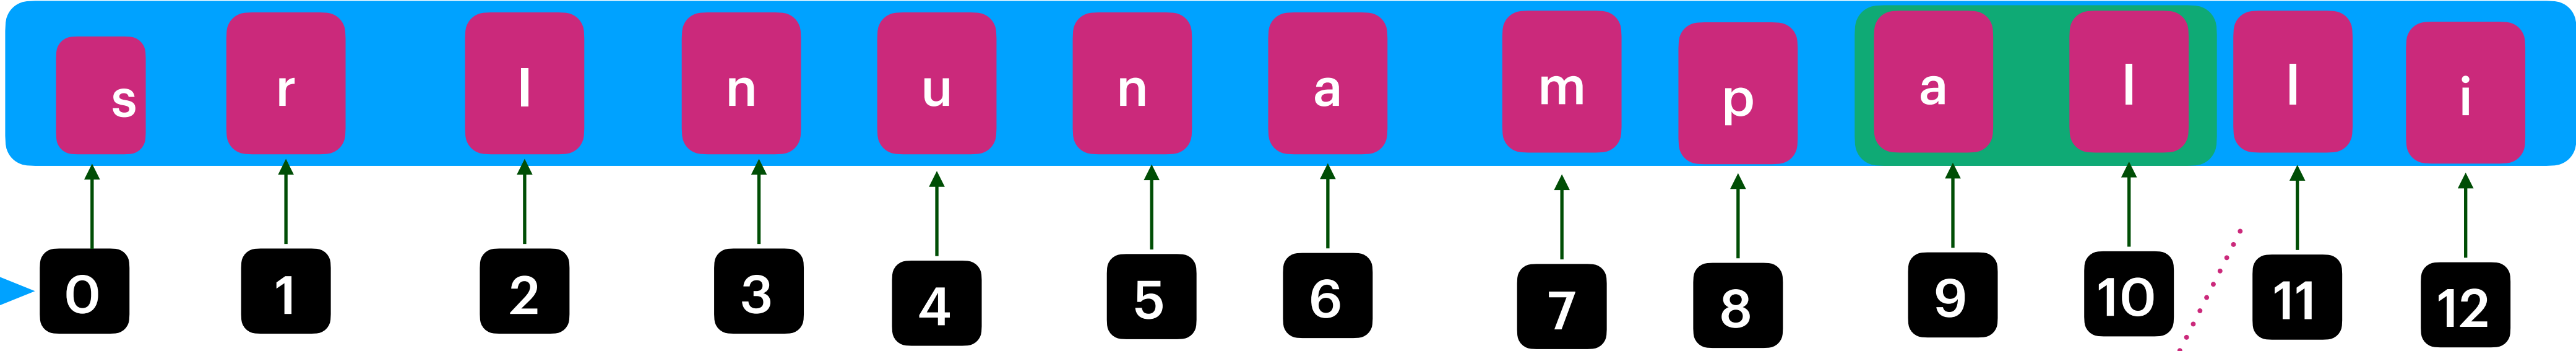 s r l n u n a m p a l l i
0 1 2 3 4 5 6 7 8 9 10 11 12